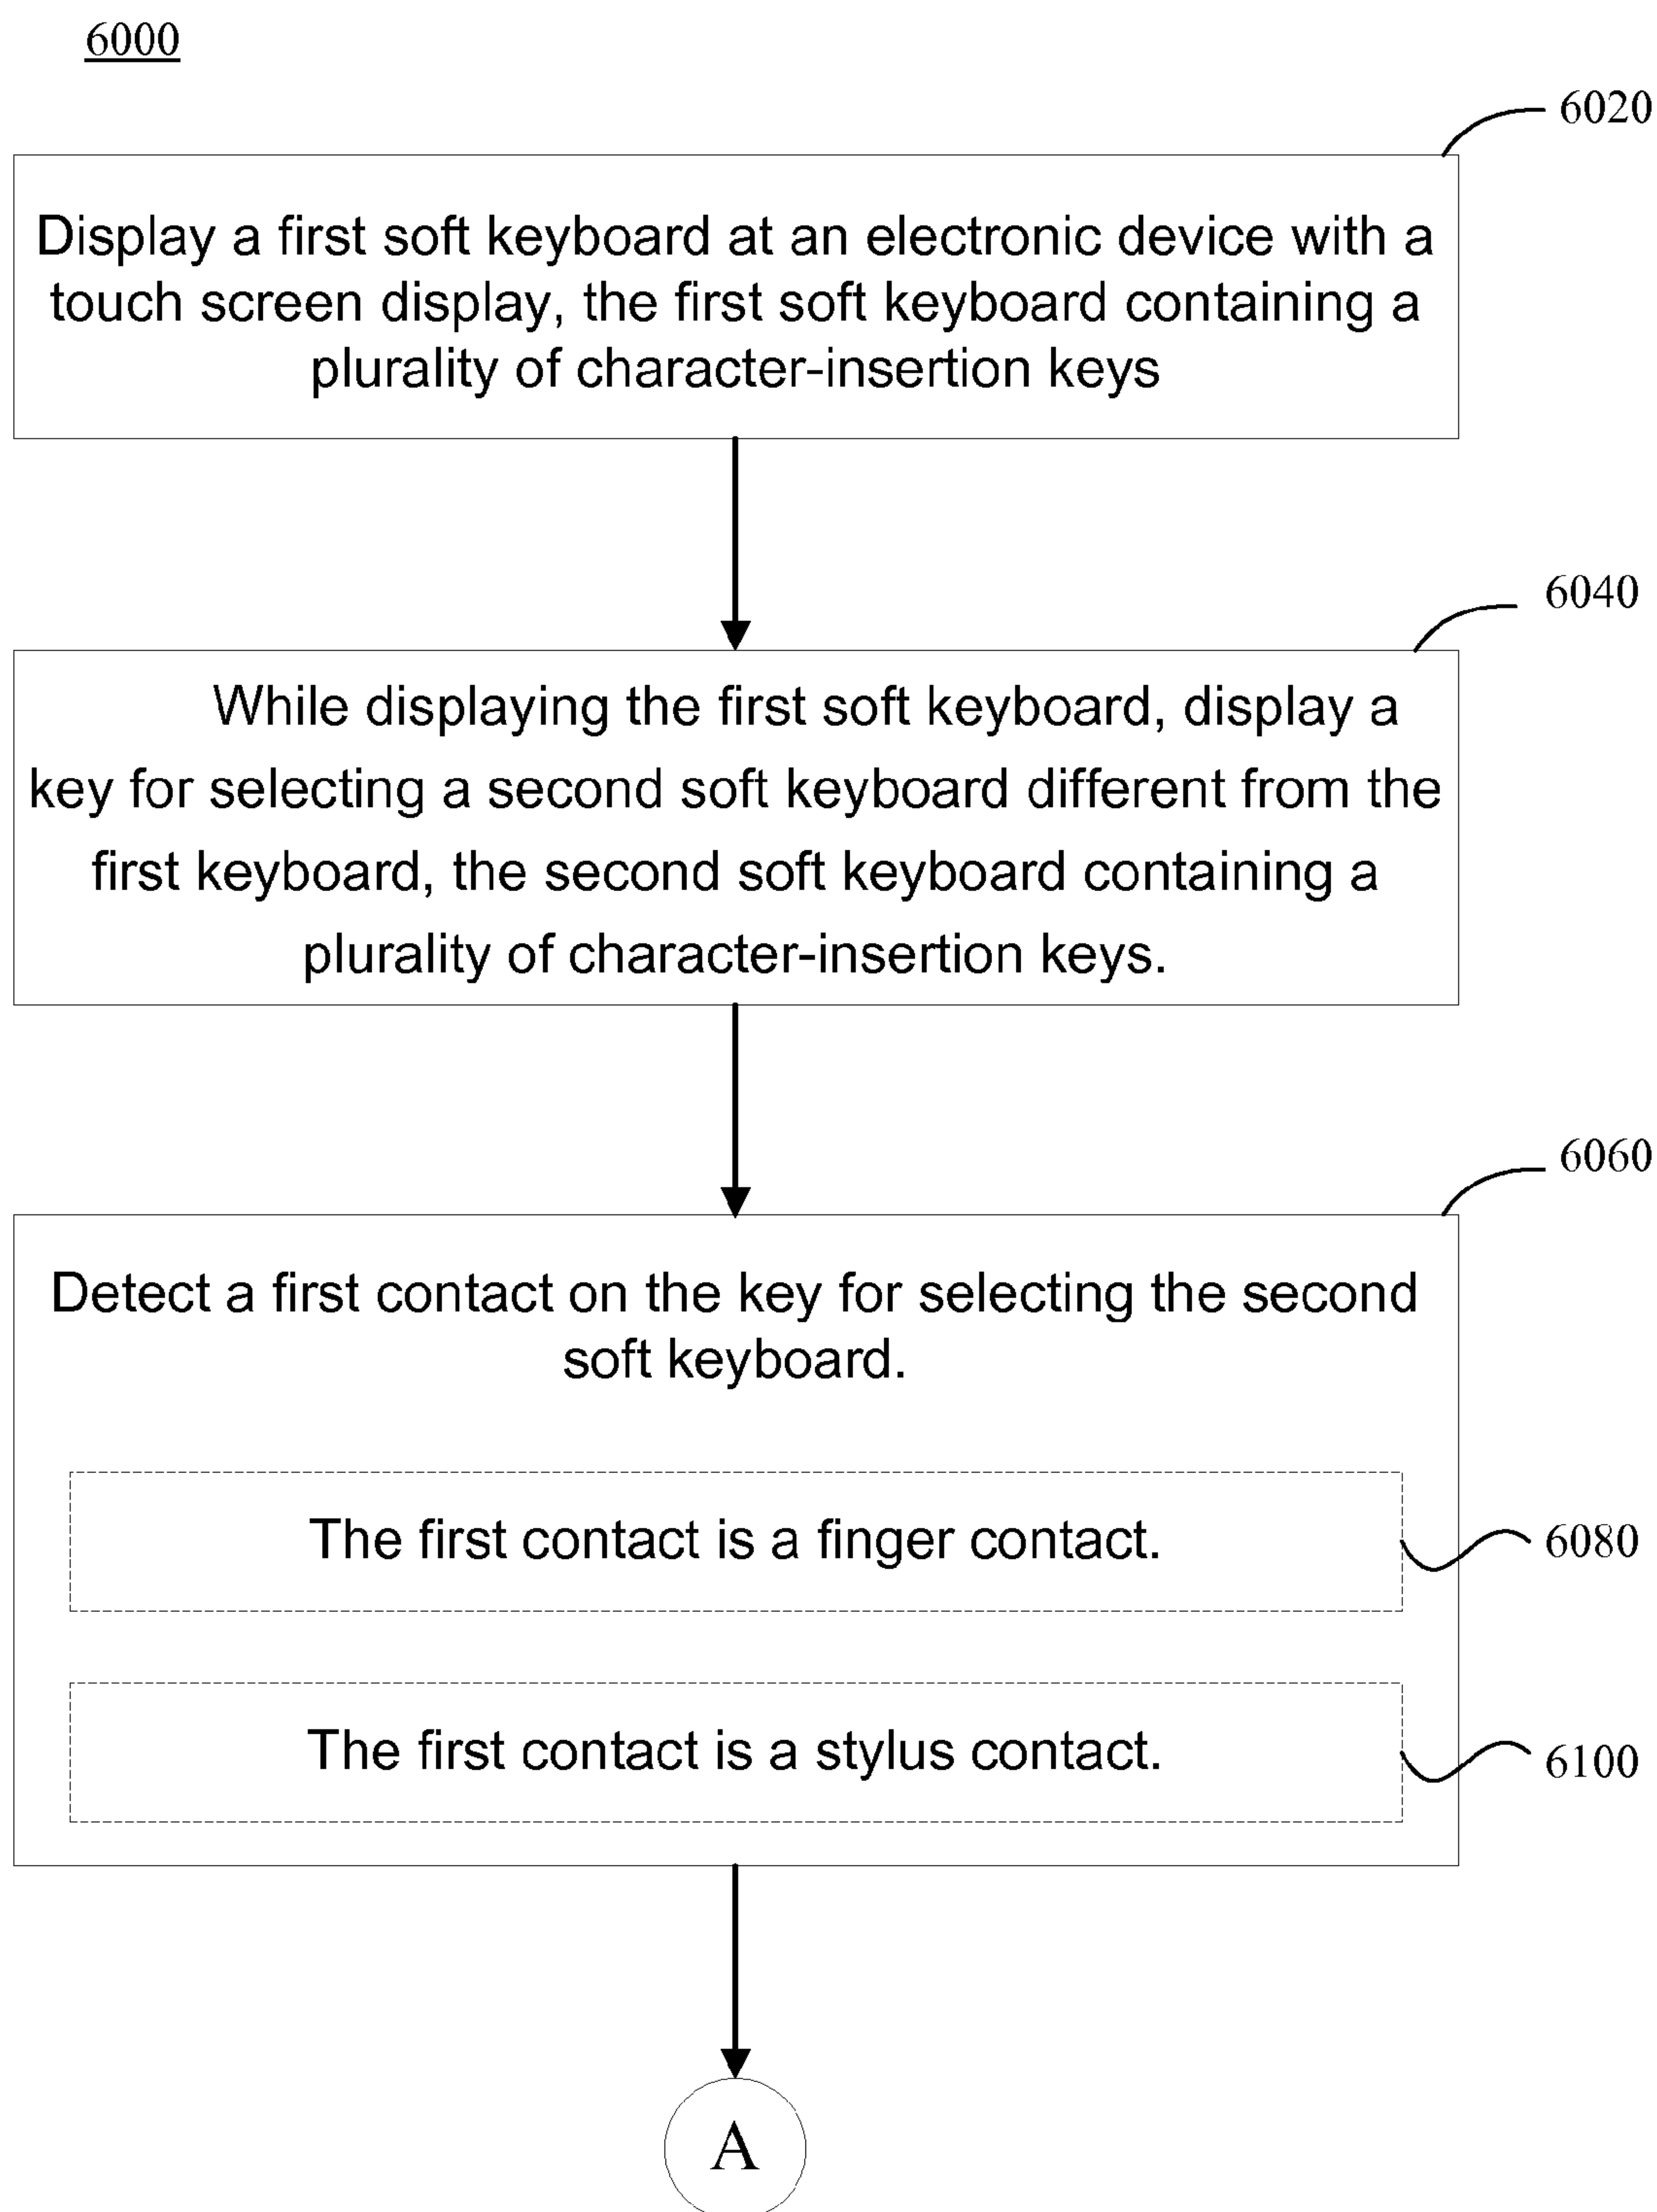 6000
6020
Display a first soft keyboard at an electronic device with a
touch screen display, the first soft keyboard containing a
plurality of character-insertion keys
6040
While displaying the first soft keyboard, display a
key for selecting a second soft keyboard different from the
first keyboard, the second soft keyboard containing a
plurality of character-insertion keys.
6060
Detect a first contact on the key for selecting the second
soft keyboard.
The first contact is a finger contact.
6080
The first contact is a stylus contact.
6100
A